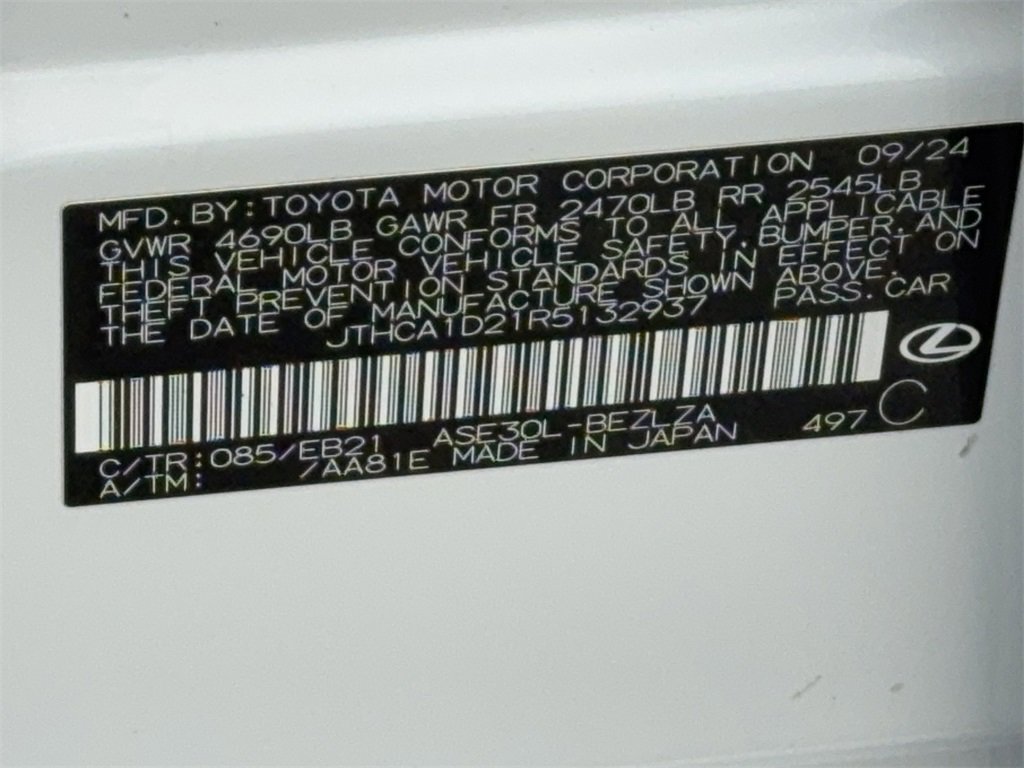 MFD. BY: TOYOTA MOTOR CORPORATION 09/24
GVWR 4690LB GAWR FR 2470LB RR 2545LB
THIS VEHICLE CONFORMS TO ALL APPLICABLE
FEDERAL MOTOR VEHICLE SAFETY, BUMPER, AND
THEFT PREVENTION STANDARDS IN EFFECT ON
THE DATE OF MANUFACTURE SHOWN ABOVE.
JTHCA1D21R5132937 PASS. CAR
C/TR: 085/EB21 ASE30L-BEZLZA 497 C
A/TM: /AA81E MADE IN JAPAN